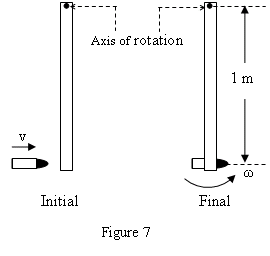 Axis of rotation
1 m
v
ω
Initial
Final
Figure 7